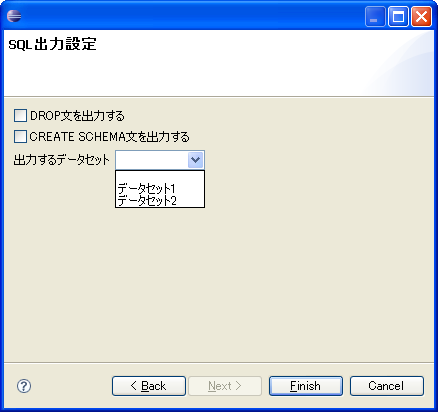 SQL出力設定
DROP文を出力する
CREATE SCHEMA文を出力する
出力するデータセット
データセット1
データセット2
?
< Back
Next >
Finish
Cancel